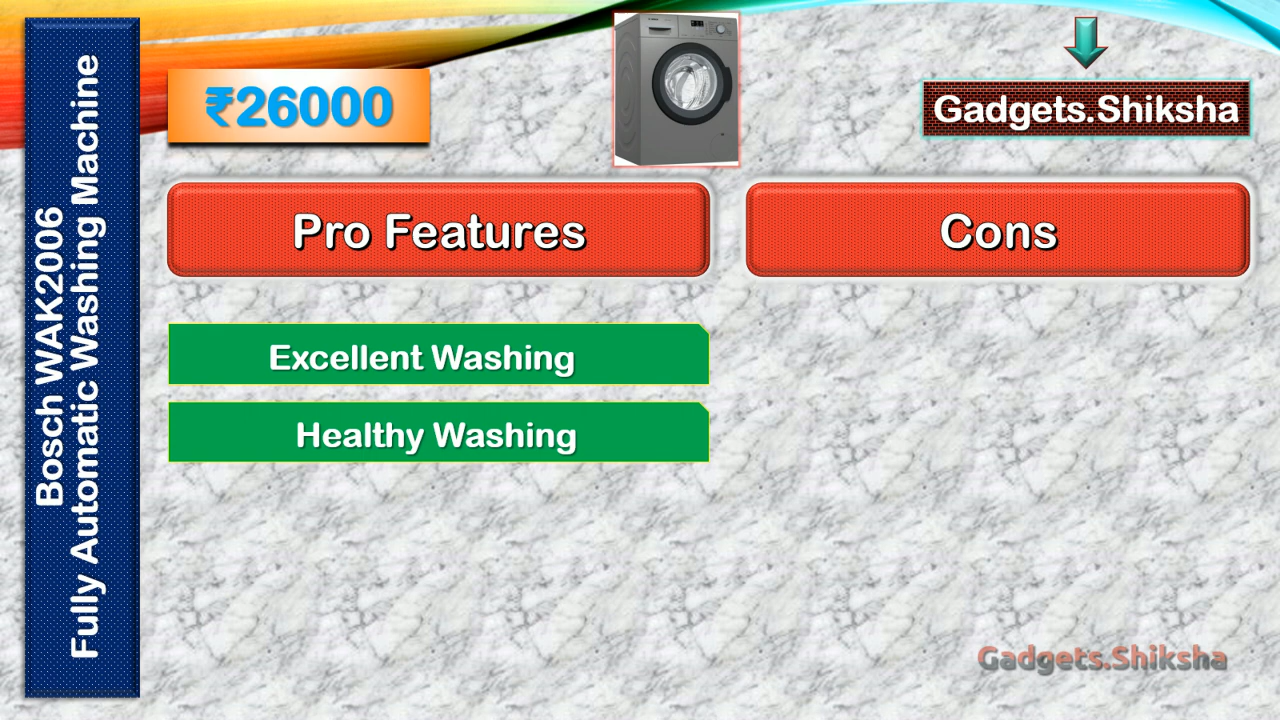 Bosch WAK2006
Fully Automatic Washing Machine
₹26000
Gadgets.Shiksha
Pro Features
Cons
Excellent Washing
Healthy Washing
Gadgets.Shiksha